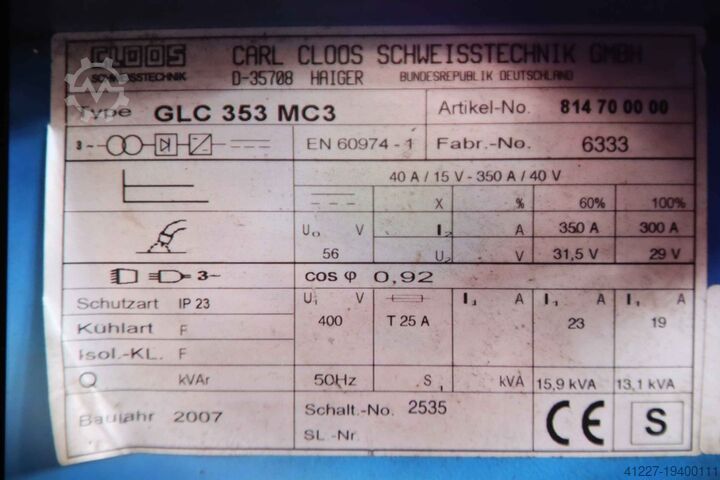 CLOOS CARL CLOOS SCHWEISSTECHNIK GMBH
SCHWEISSTECHNIK D-35708 HAIGER BUNDESREPUBLIK DEUTSCHLAND
Type GLC 353 MC3 Artikel-No. 814 70 00 00
3~ EN 60974-1 Fabr.-No. 6333
40 A / 15 V - 350 A / 40 V
X % 60% 100%
U₀ V I₂ A 350 A 300 A
56 U₂ V 31,5 V 29 V
3~ cos φ 0,92
Schutzart IP 23 U₁ V I₁ A I₁ A I₁ A
Kühlart F 400 T 25 A 23 19
Isol.-KL. F
Q kVAr 50Hz S₁ kVA 15,9 kVA 13,1 kVA
Baujahr 2007 Schalt.-No. 2535 CE S
SL.-Nr.
41227-19400111